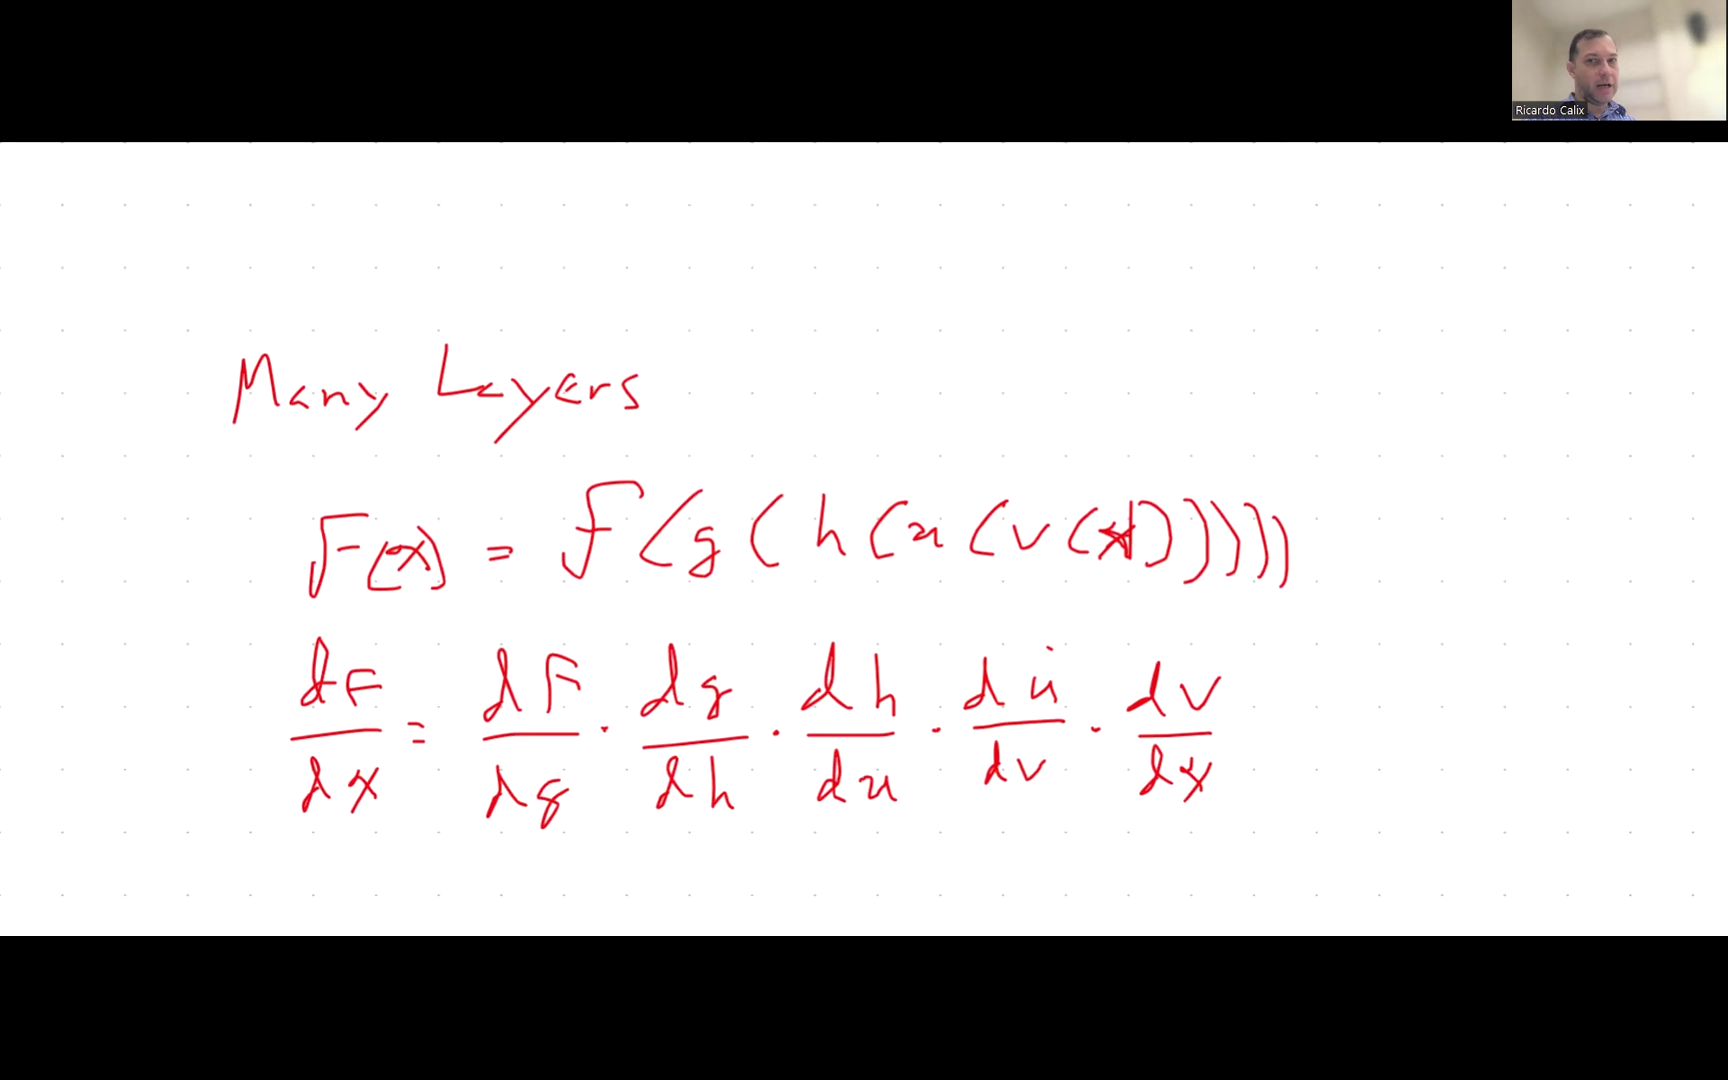 Ricardo Calix
Many Layers
F(x) = f(g(h(u(v(x)))))
dF/dx = dF/dg · dg/dh · dh/du · du/dv · dv/dx